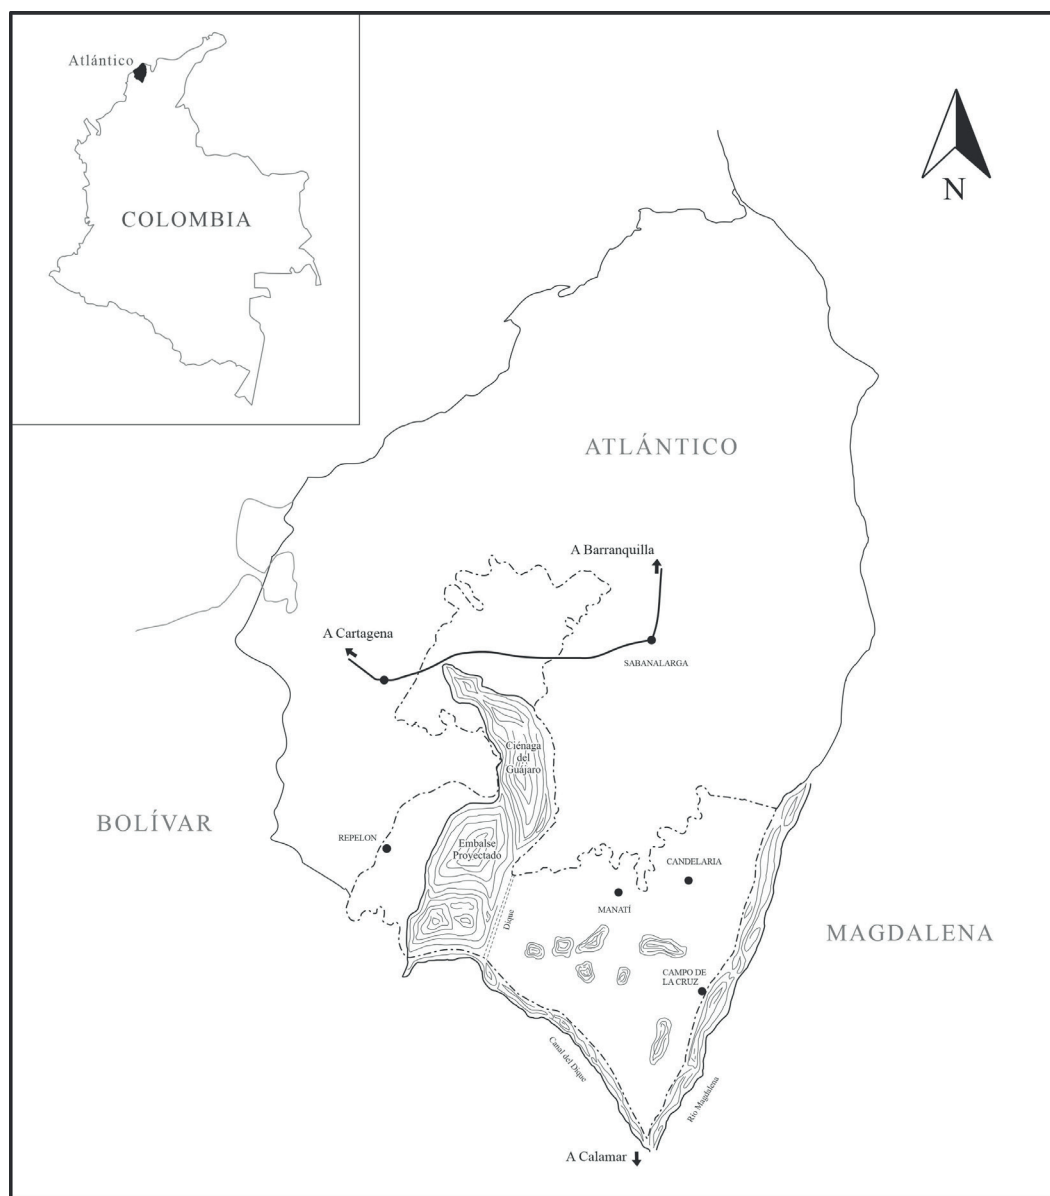 Atlántico
COLOMBIA
N
ATLÁNTICO
A Barranquilla
A Cartagena
SABANALARGA
Ciénaga
del
Guájaro
BOLÍVAR
REPELON
Embalse
Proyectado
CANDELARIA
MANATÍ
Dique
MAGDALENA
CAMPO DE
LA CRUZ
Canal del Dique
Río Magdalena
A Calamar